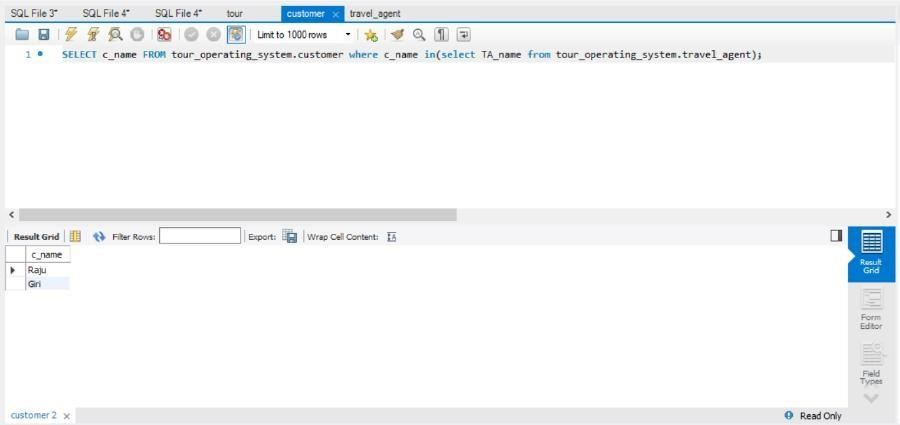 SQL File 3* SQL File 4* SQL File 4* tour customer × travel_agent
Limit to 1000 rows
1 SELECT c_name FROM tour_operating_system.customer where c_name in(select TA_name from tour_operating_system.travel_agent);
Result Grid Filter Rows: Export: Wrap Cell Content: IA
Result
Grid
c_name
Raju
Giri
Form
Editor
Field
Types
customer 2 × Read Only